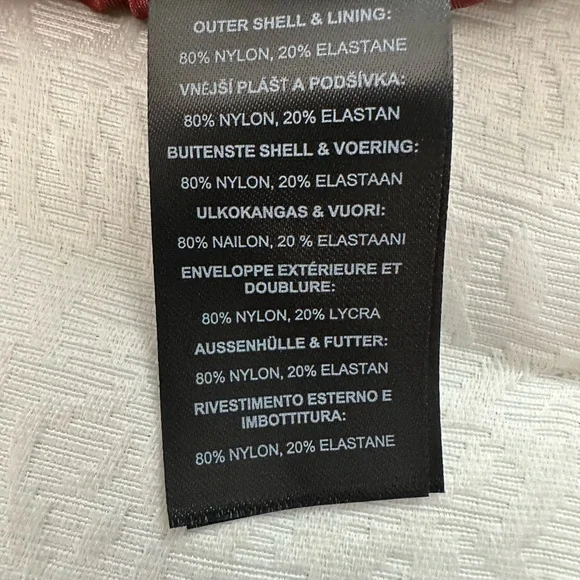 OUTER SHELL & LINING:
80% NYLON, 20% ELASTANE
VNĚJŠÍ PLÁŠŤ A PODŠÍVKA:
80% NYLON, 20% ELASTAN
BUITENSTE SHELL & VOERING:
80% NYLON, 20% ELASTAAN
ULKOKANGAS & VUORI:
80% NAILON, 20 % ELASTAANI
ENVELOPPE EXTÉRIEURE ET
DOUBLURE:
80% NYLON, 20% LYCRA
AUSSENHÜLLE & FUTTER:
80% NYLON, 20% ELASTAN
RIVESTIMENTO ESTERNO E
IMBOTTITURA:
80% NYLON, 20% ELASTANE